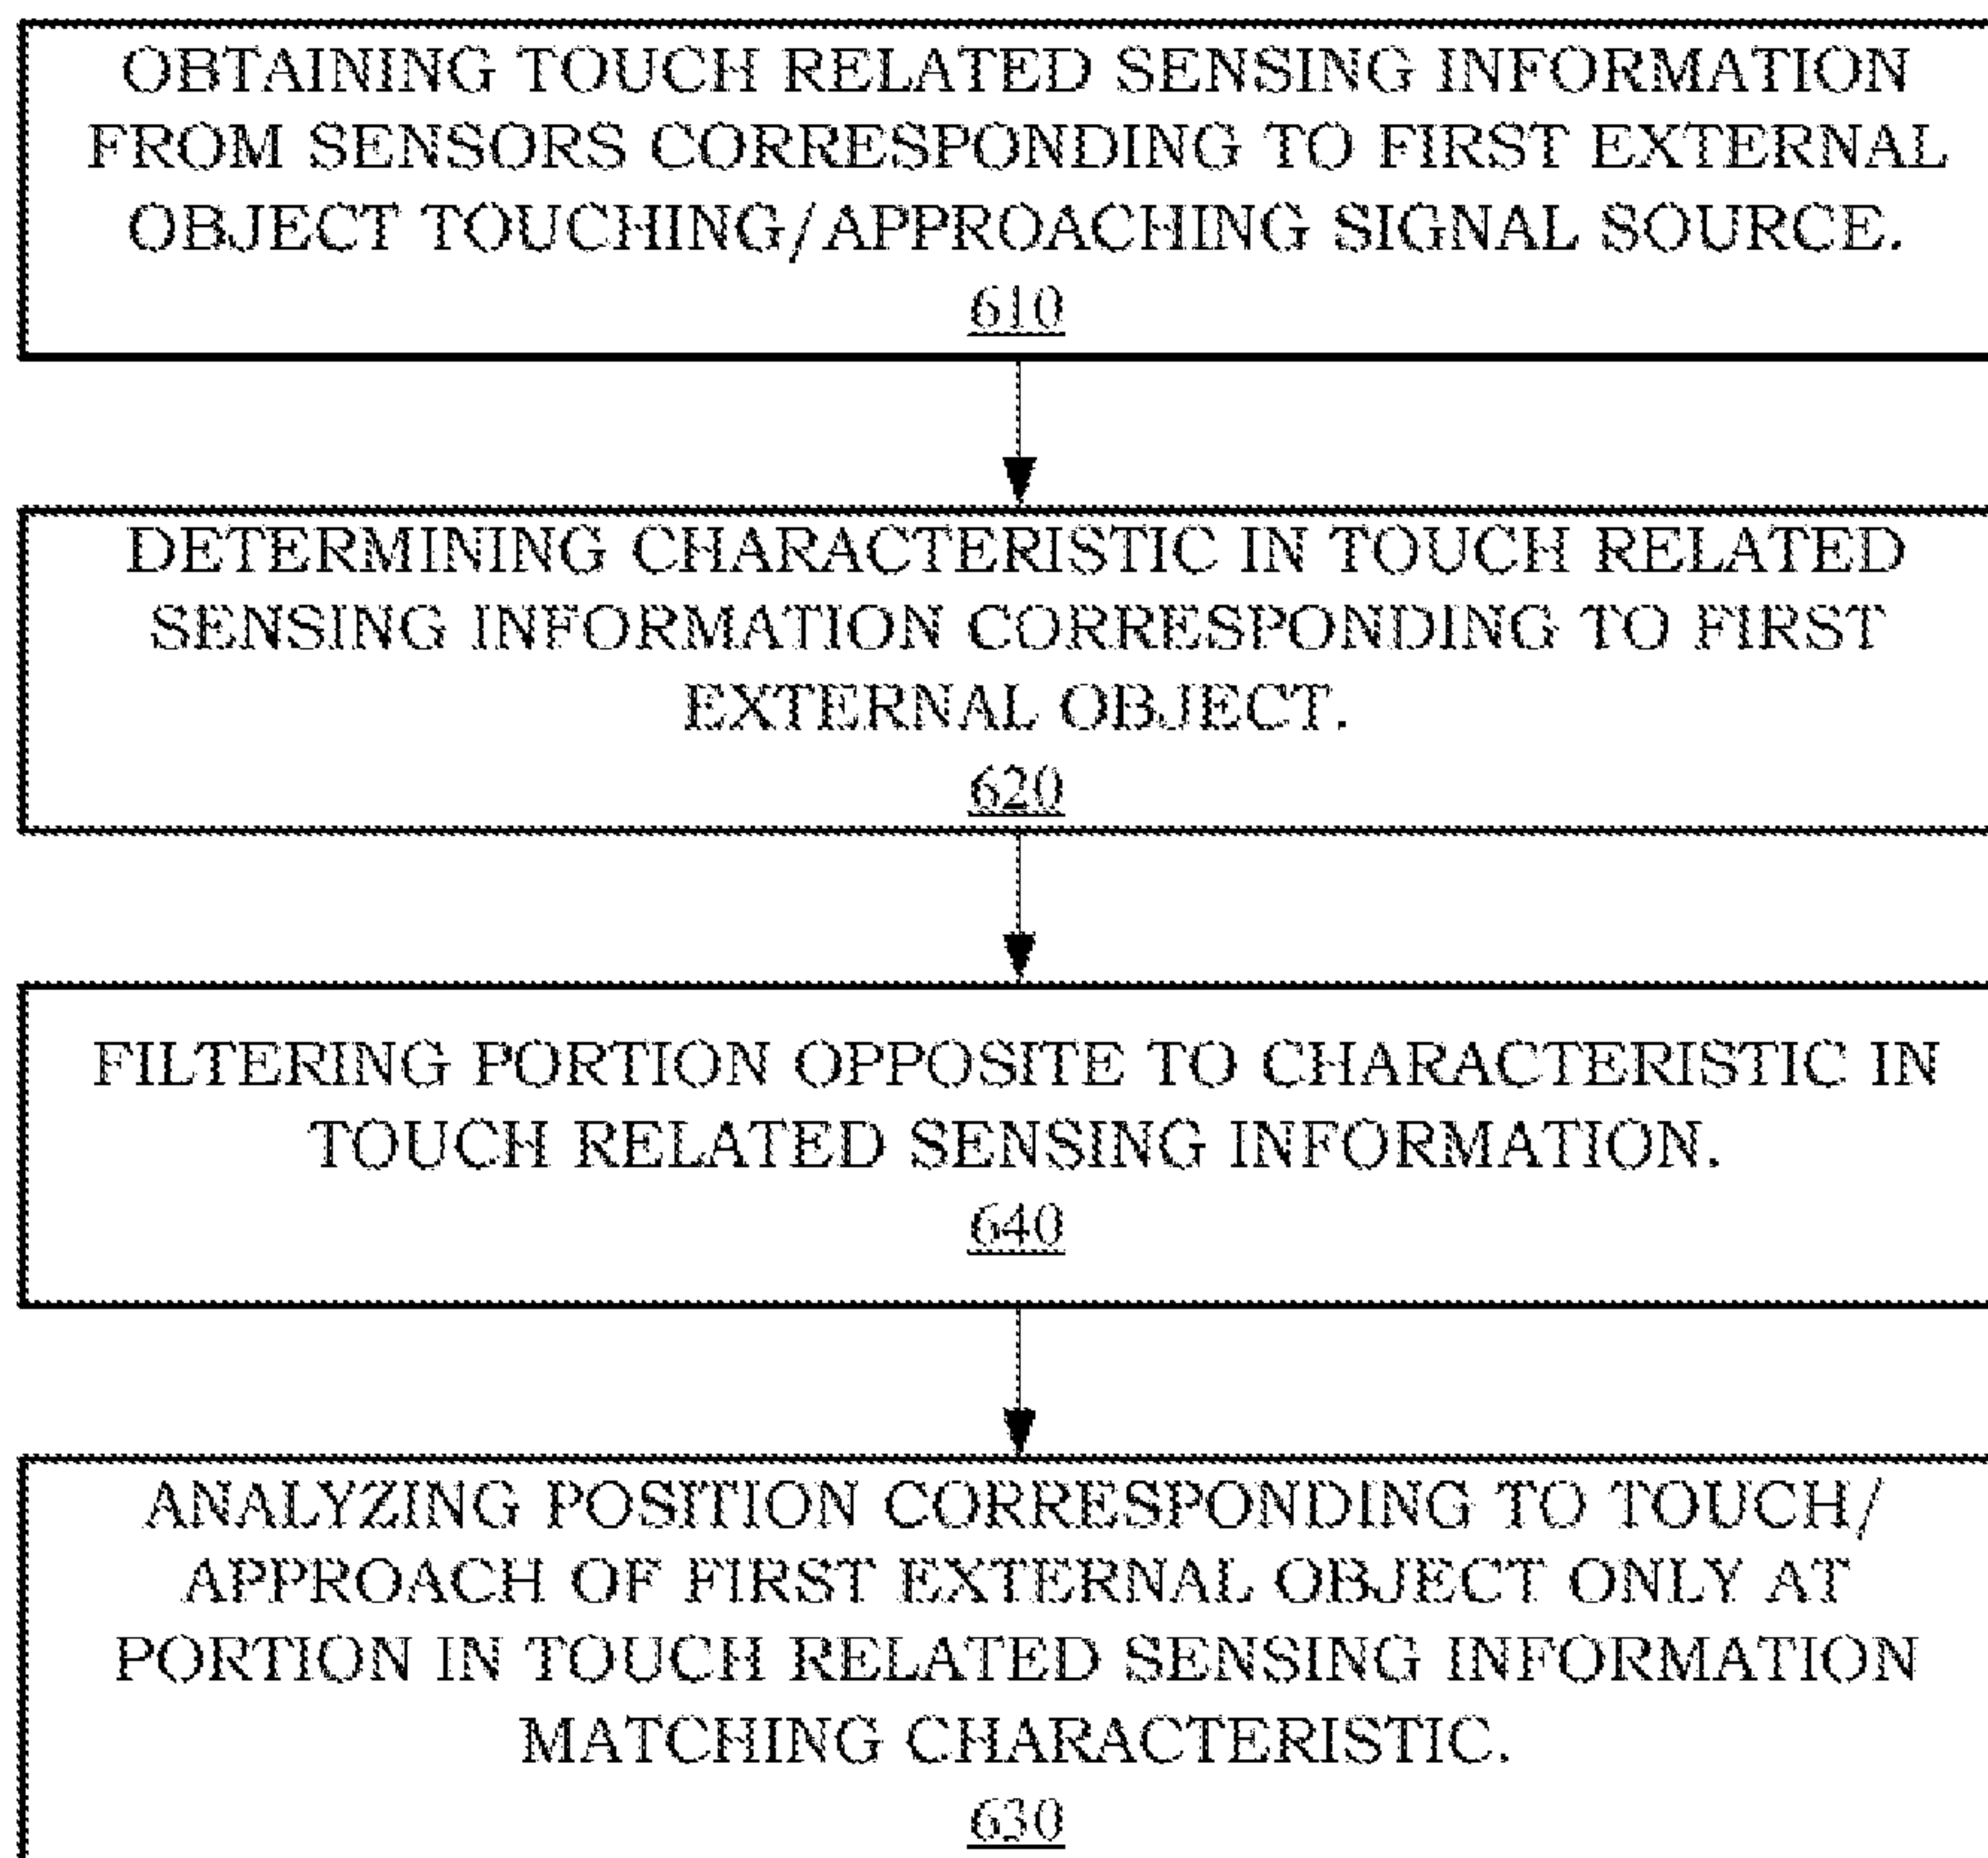 OBTAINING TOUCH RELATED SENSING INFORMATION
FROM SENSORS CORRESPONDING TO FIRST EXTERNAL
OBJECT TOUCHING/APPROACHING SIGNAL SOURCE.
610
DETERMINING CHARACTERISTIC IN TOUCH RELATED
SENSING INFORMATION CORRESPONDING TO FIRST
EXTERNAL OBJECT.
620
FILTERING PORTION OPPOSITE TO CHARACTERISTIC IN
TOUCH RELATED SENSING INFORMATION.
640
ANALYZING POSITION CORRESPONDING TO TOUCH/
APPROACH OF FIRST EXTERNAL OBJECT ONLY AT
PORTION IN TOUCH RELATED SENSING INFORMATION
MATCHING CHARACTERISTIC.
630